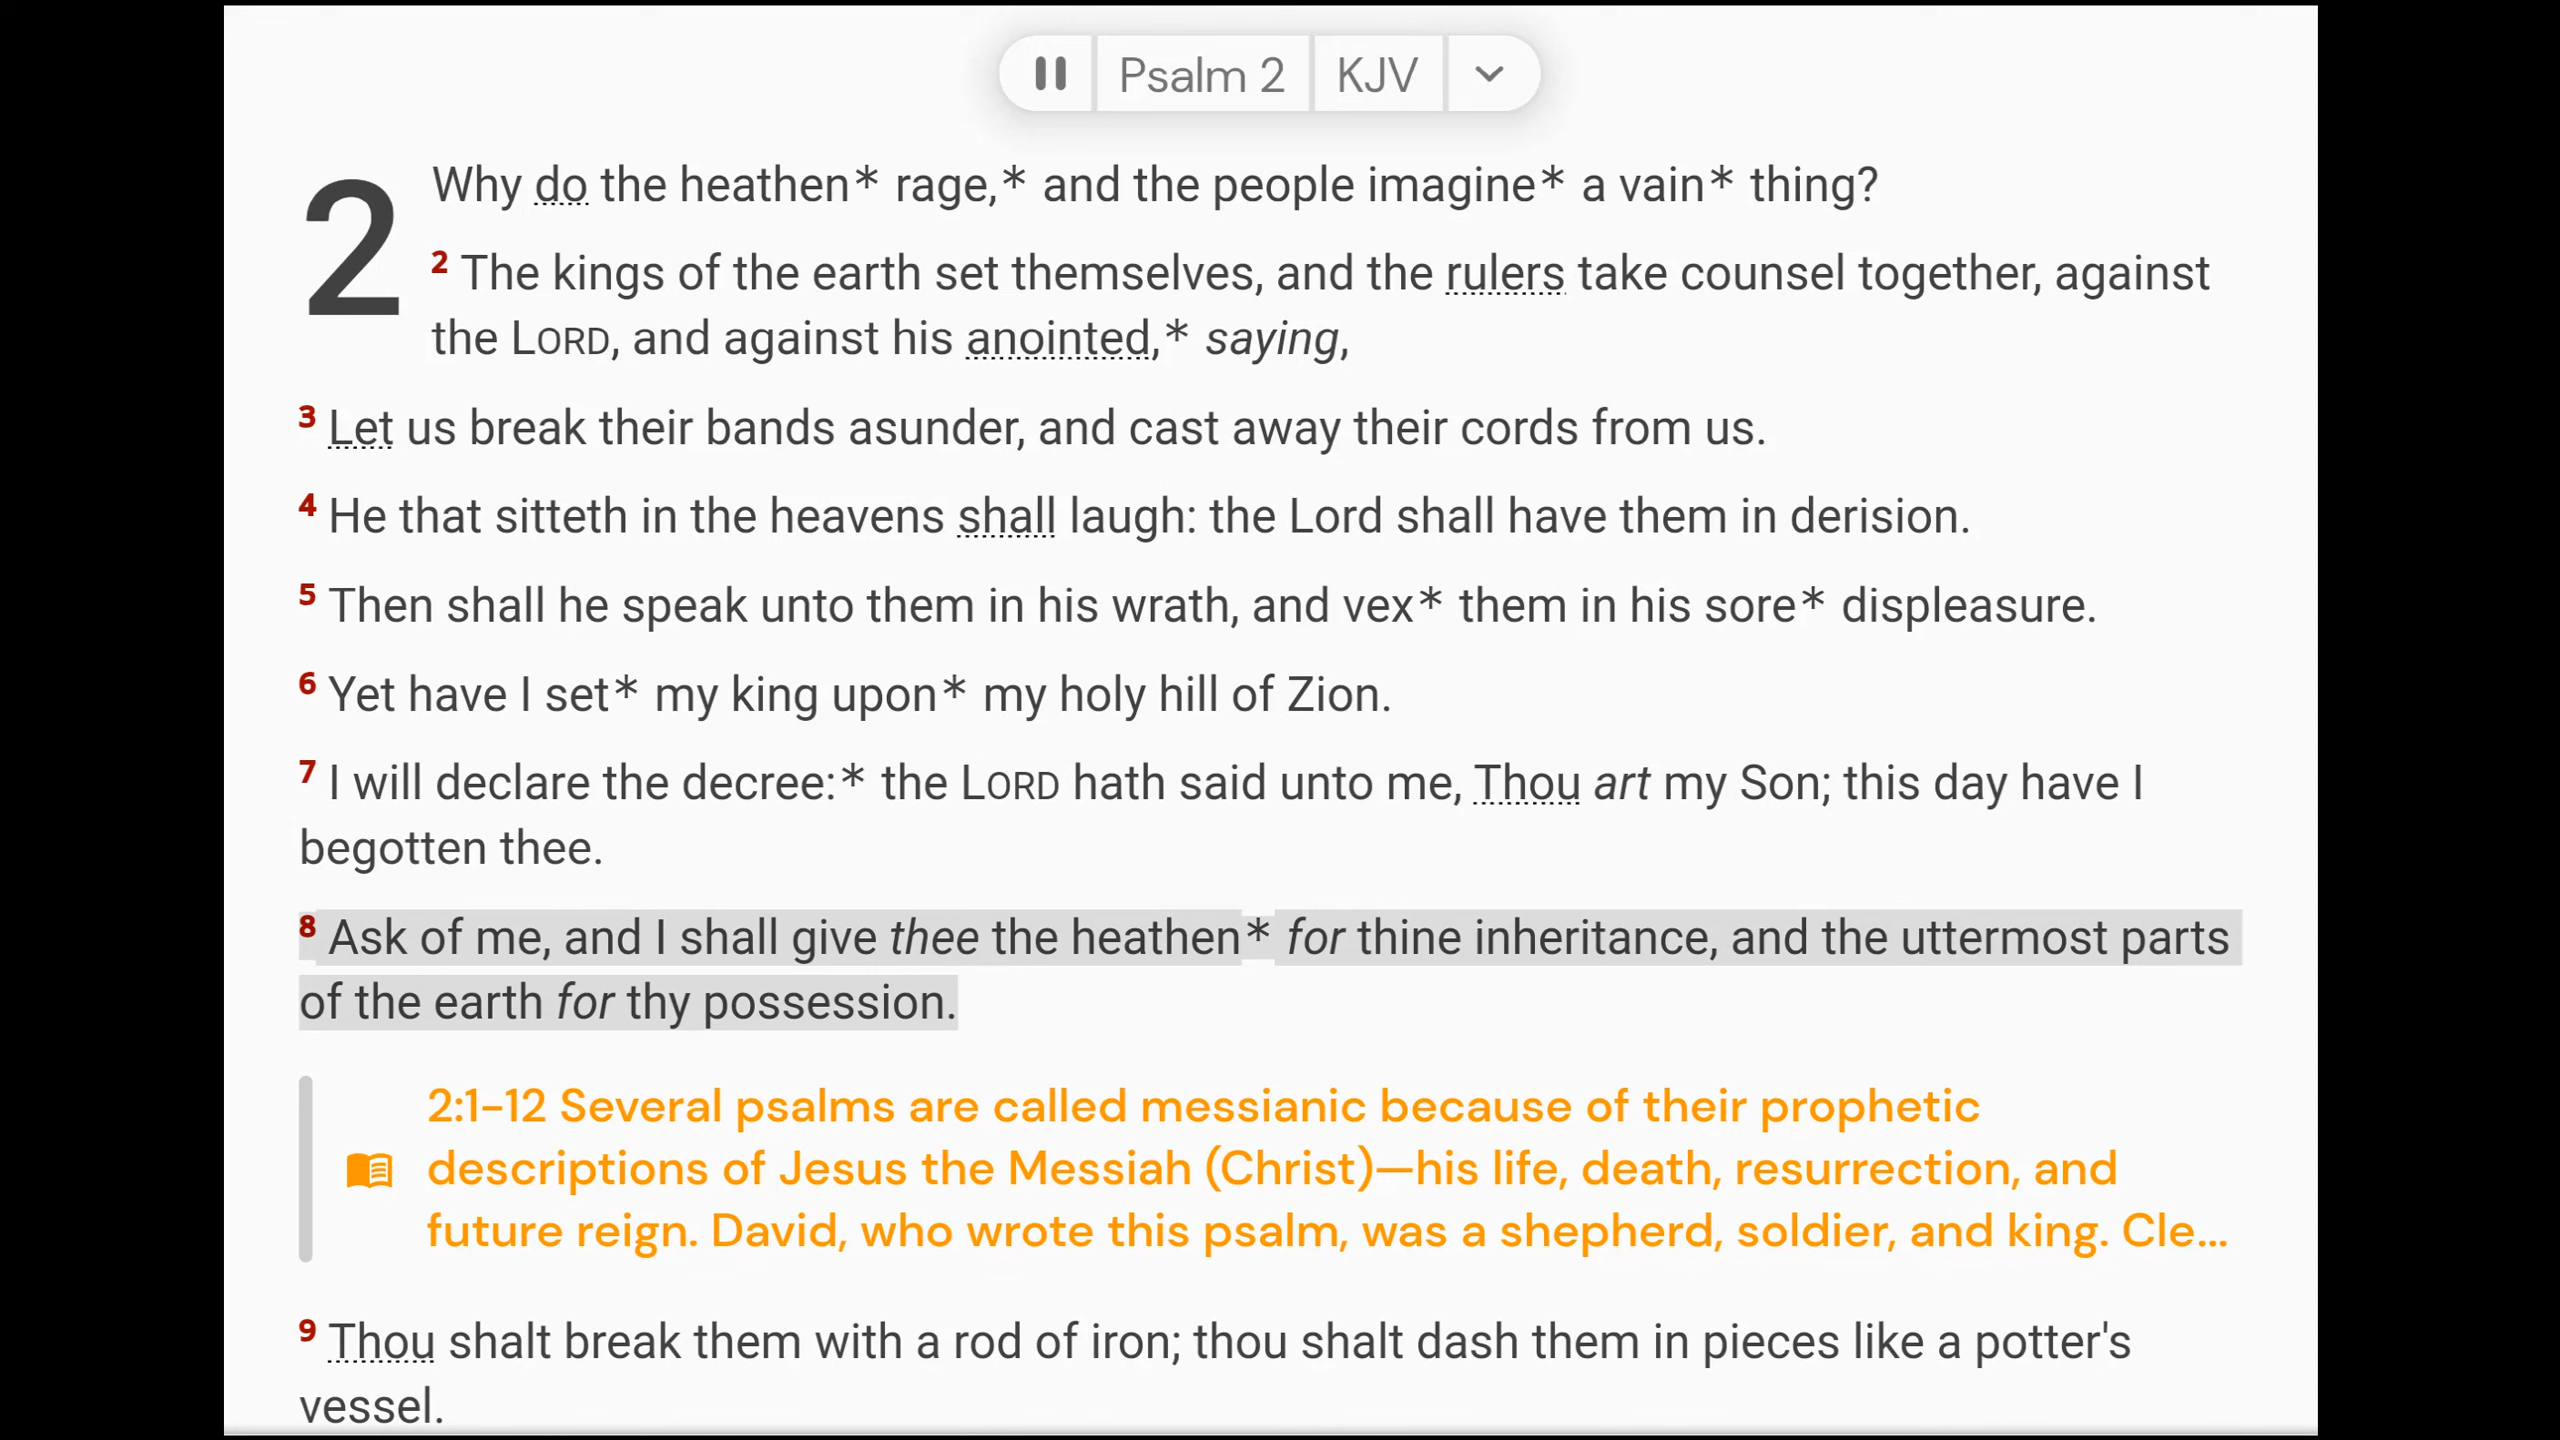 Psalm 2 KJV
2
Why do the heathen* rage,* and the people imagine* a vain* thing?
2 The kings of the earth set themselves, and the rulers take counsel together, against
the LORD, and against his anointed,* saying,
3 Let us break their bands asunder, and cast away their cords from us.
4 He that sitteth in the heavens shall laugh: the Lord shall have them in derision.
5 Then shall he speak unto them in his wrath, and vex* them in his sore* displeasure.
6 Yet have I set* my king upon* my holy hill of Zion.
7 I will declare the decree:* the LORD hath said unto me, Thou art my Son; this day have I
begotten thee.
8 Ask of me, and I shall give thee the heathen* for thine inheritance, and the uttermost parts
of the earth for thy possession.
2:1–12 Several psalms are called messianic because of their prophetic
descriptions of Jesus the Messiah (Christ)—his life, death, resurrection, and
future reign. David, who wrote this psalm, was a shepherd, soldier, and king. Cle...
9 Thou shalt break them with a rod of iron; thou shalt dash them in pieces like a potter's
vessel.